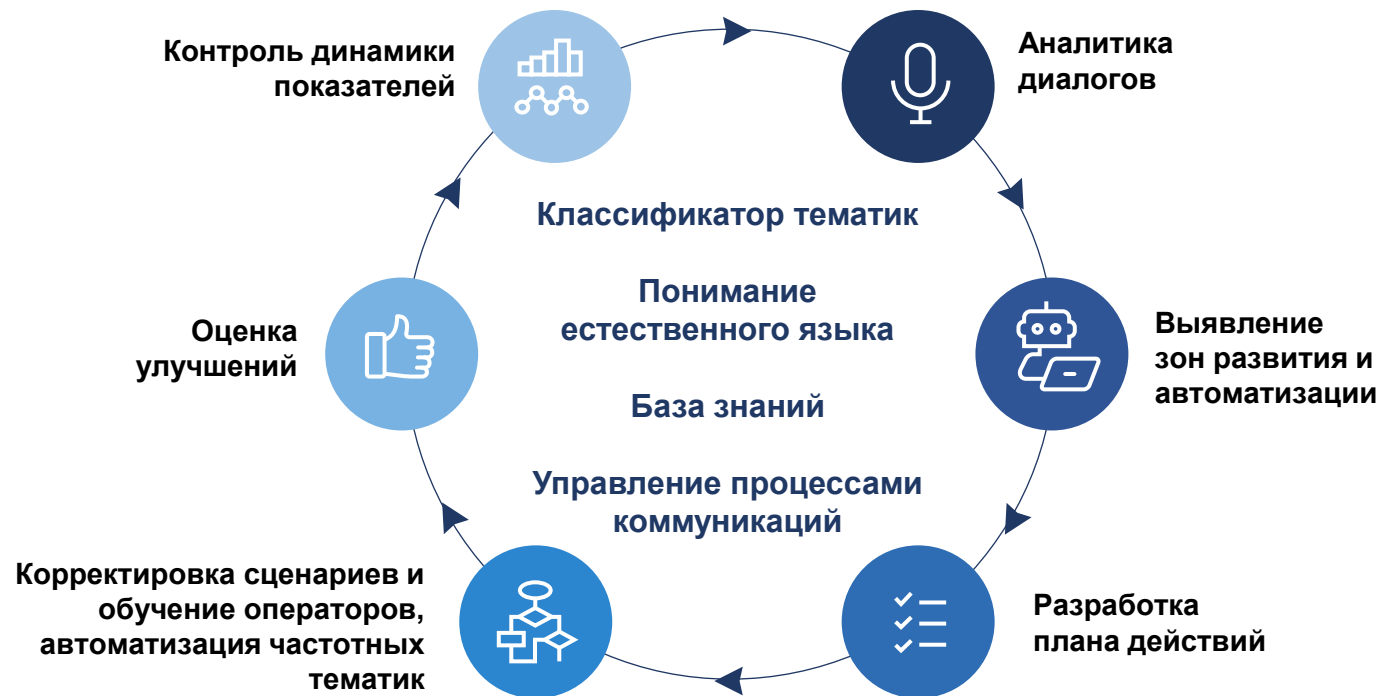 Контроль динамики
показателей
Аналитика
диалогов
Классификатор тематик
Понимание
естественного языка
База знаний
Управление процессами
коммуникаций
Оценка
улучшений
Выявление
зон развития и
автоматизации
Корректировка сценариев и
обучение операторов,
автоматизация частотных
тематик
Разработка
плана действий